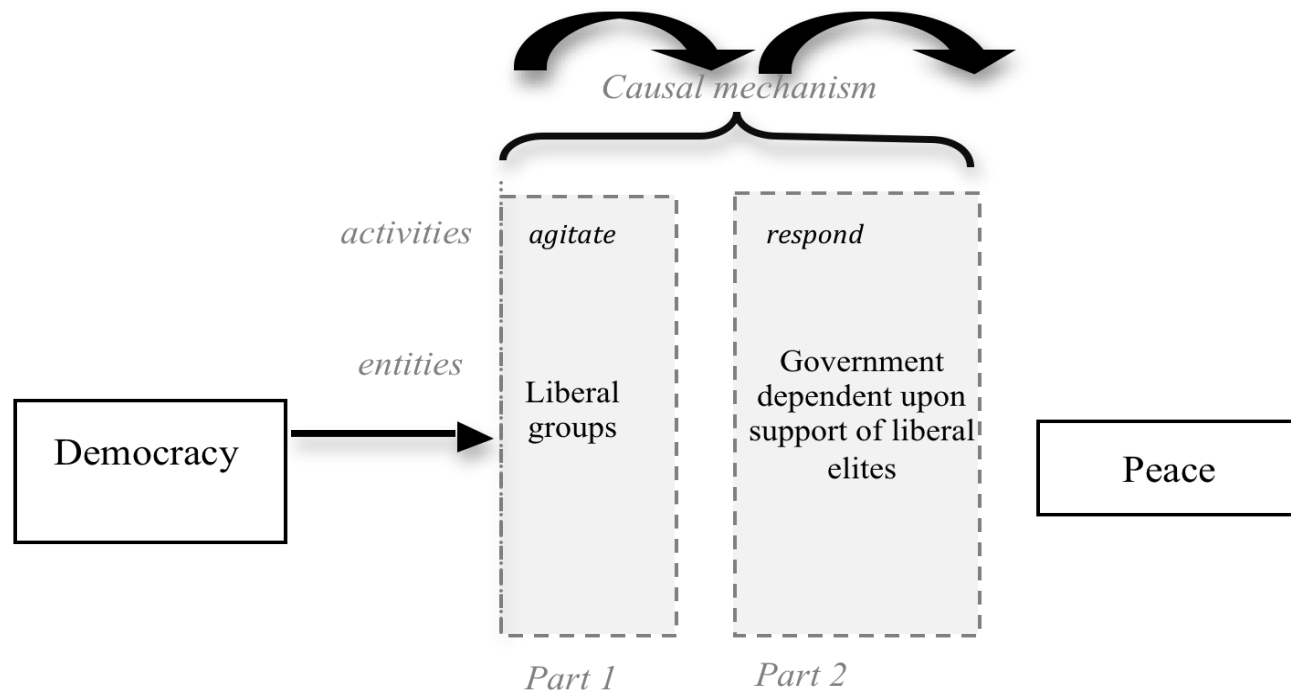 Causal mechanism
activities
agitate
respond
entities
Democracy
Liberal
groups
Government
dependent upon
support of liberal
elites
Peace
Part 1
Part 2